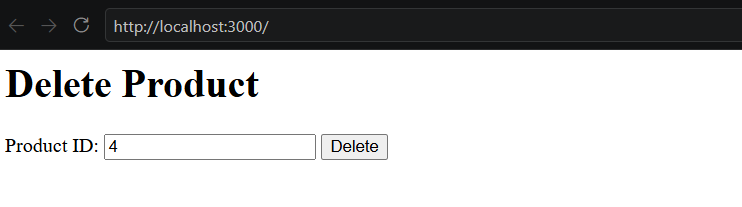 http://localhost:3000/
Delete Product
Product ID: 4 Delete